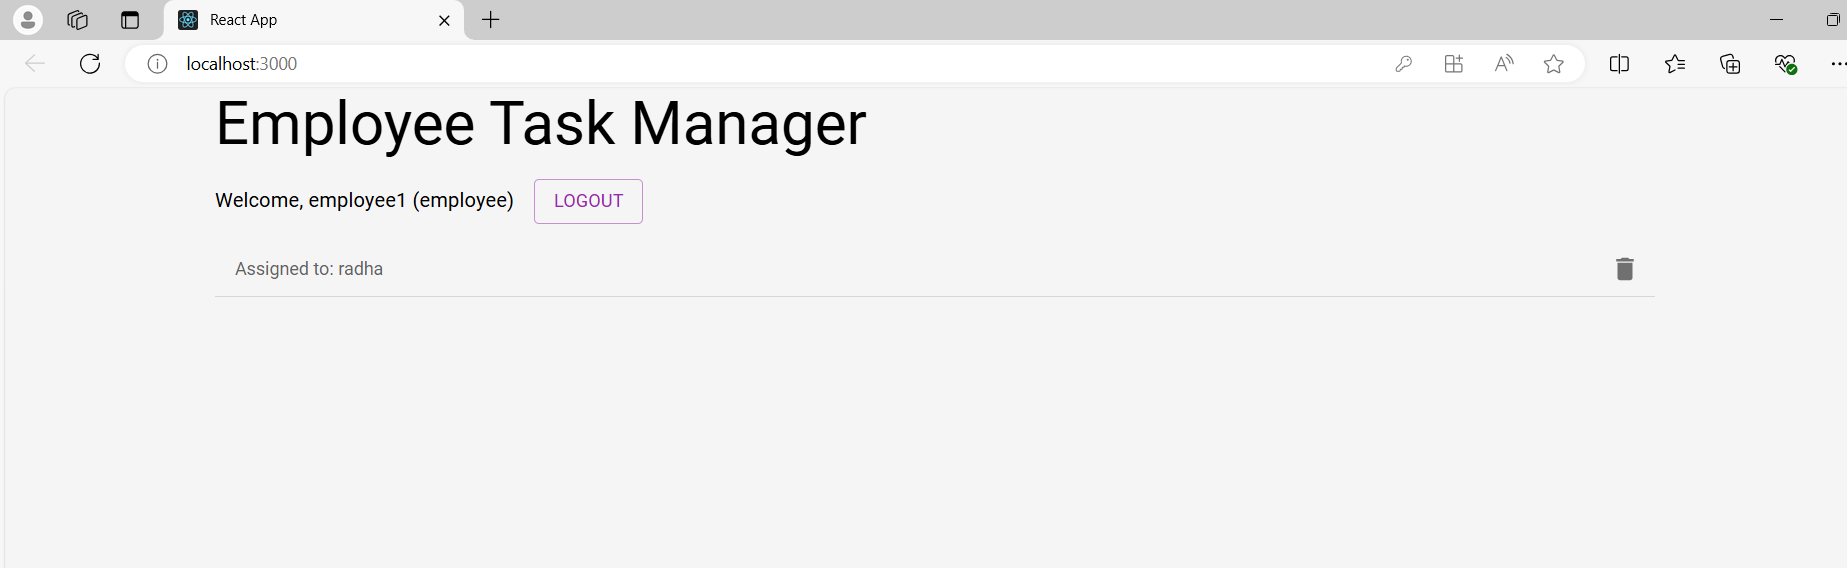 React App
localhost:3000
Employee Task Manager
Welcome, employee1 (employee) LOGOUT
Assigned to: radha